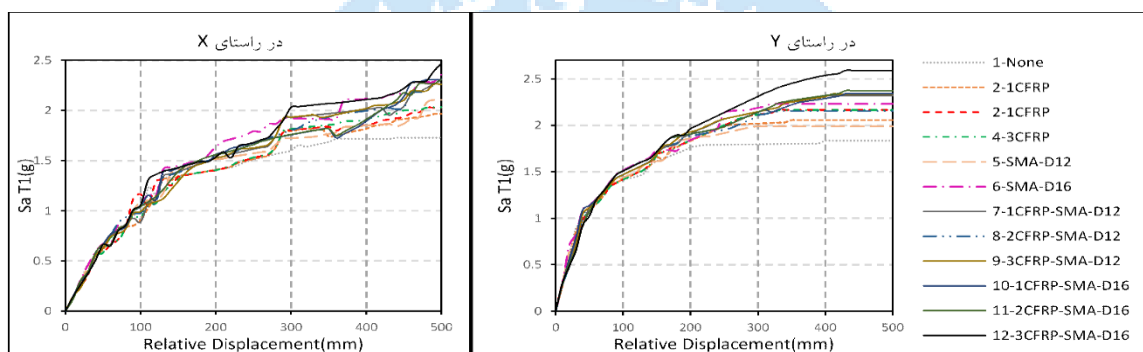 در راستای X
2.5
2
1.5
1
0.5
0
Sa T1(g)
0 100 200 300 400 500
Relative Displacement(mm)
در راستای Y
3
2.5
2
1.5
1
0.5
0
Sa T1(g)
0 100 200 300 400 500
Relative Displacement(mm)
1-None
2-1CFRP
2-1CFRP
4-3CFRP
5-SMA-D12
6-SMA-D16
7-1CFRP-SMA-D12
8-2CFRP-SMA-D12
9-3CFRP-SMA-D12
10-1CFRP-SMA-D16
11-2CFRP-SMA-D16
12-3CFRP-SMA-D16